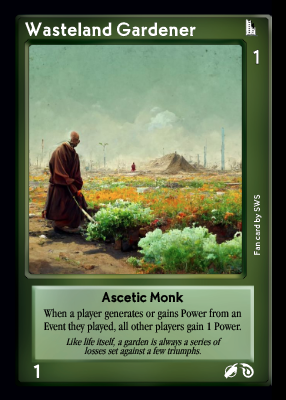 Wasteland Gardener
1
Fan card by SWS
Ascetic Monk
When a player generates or gains Power from an
Event they played, all other players gain 1 Power.
Like life itself, a garden is always a series of
losses set against a few triumphs.
1